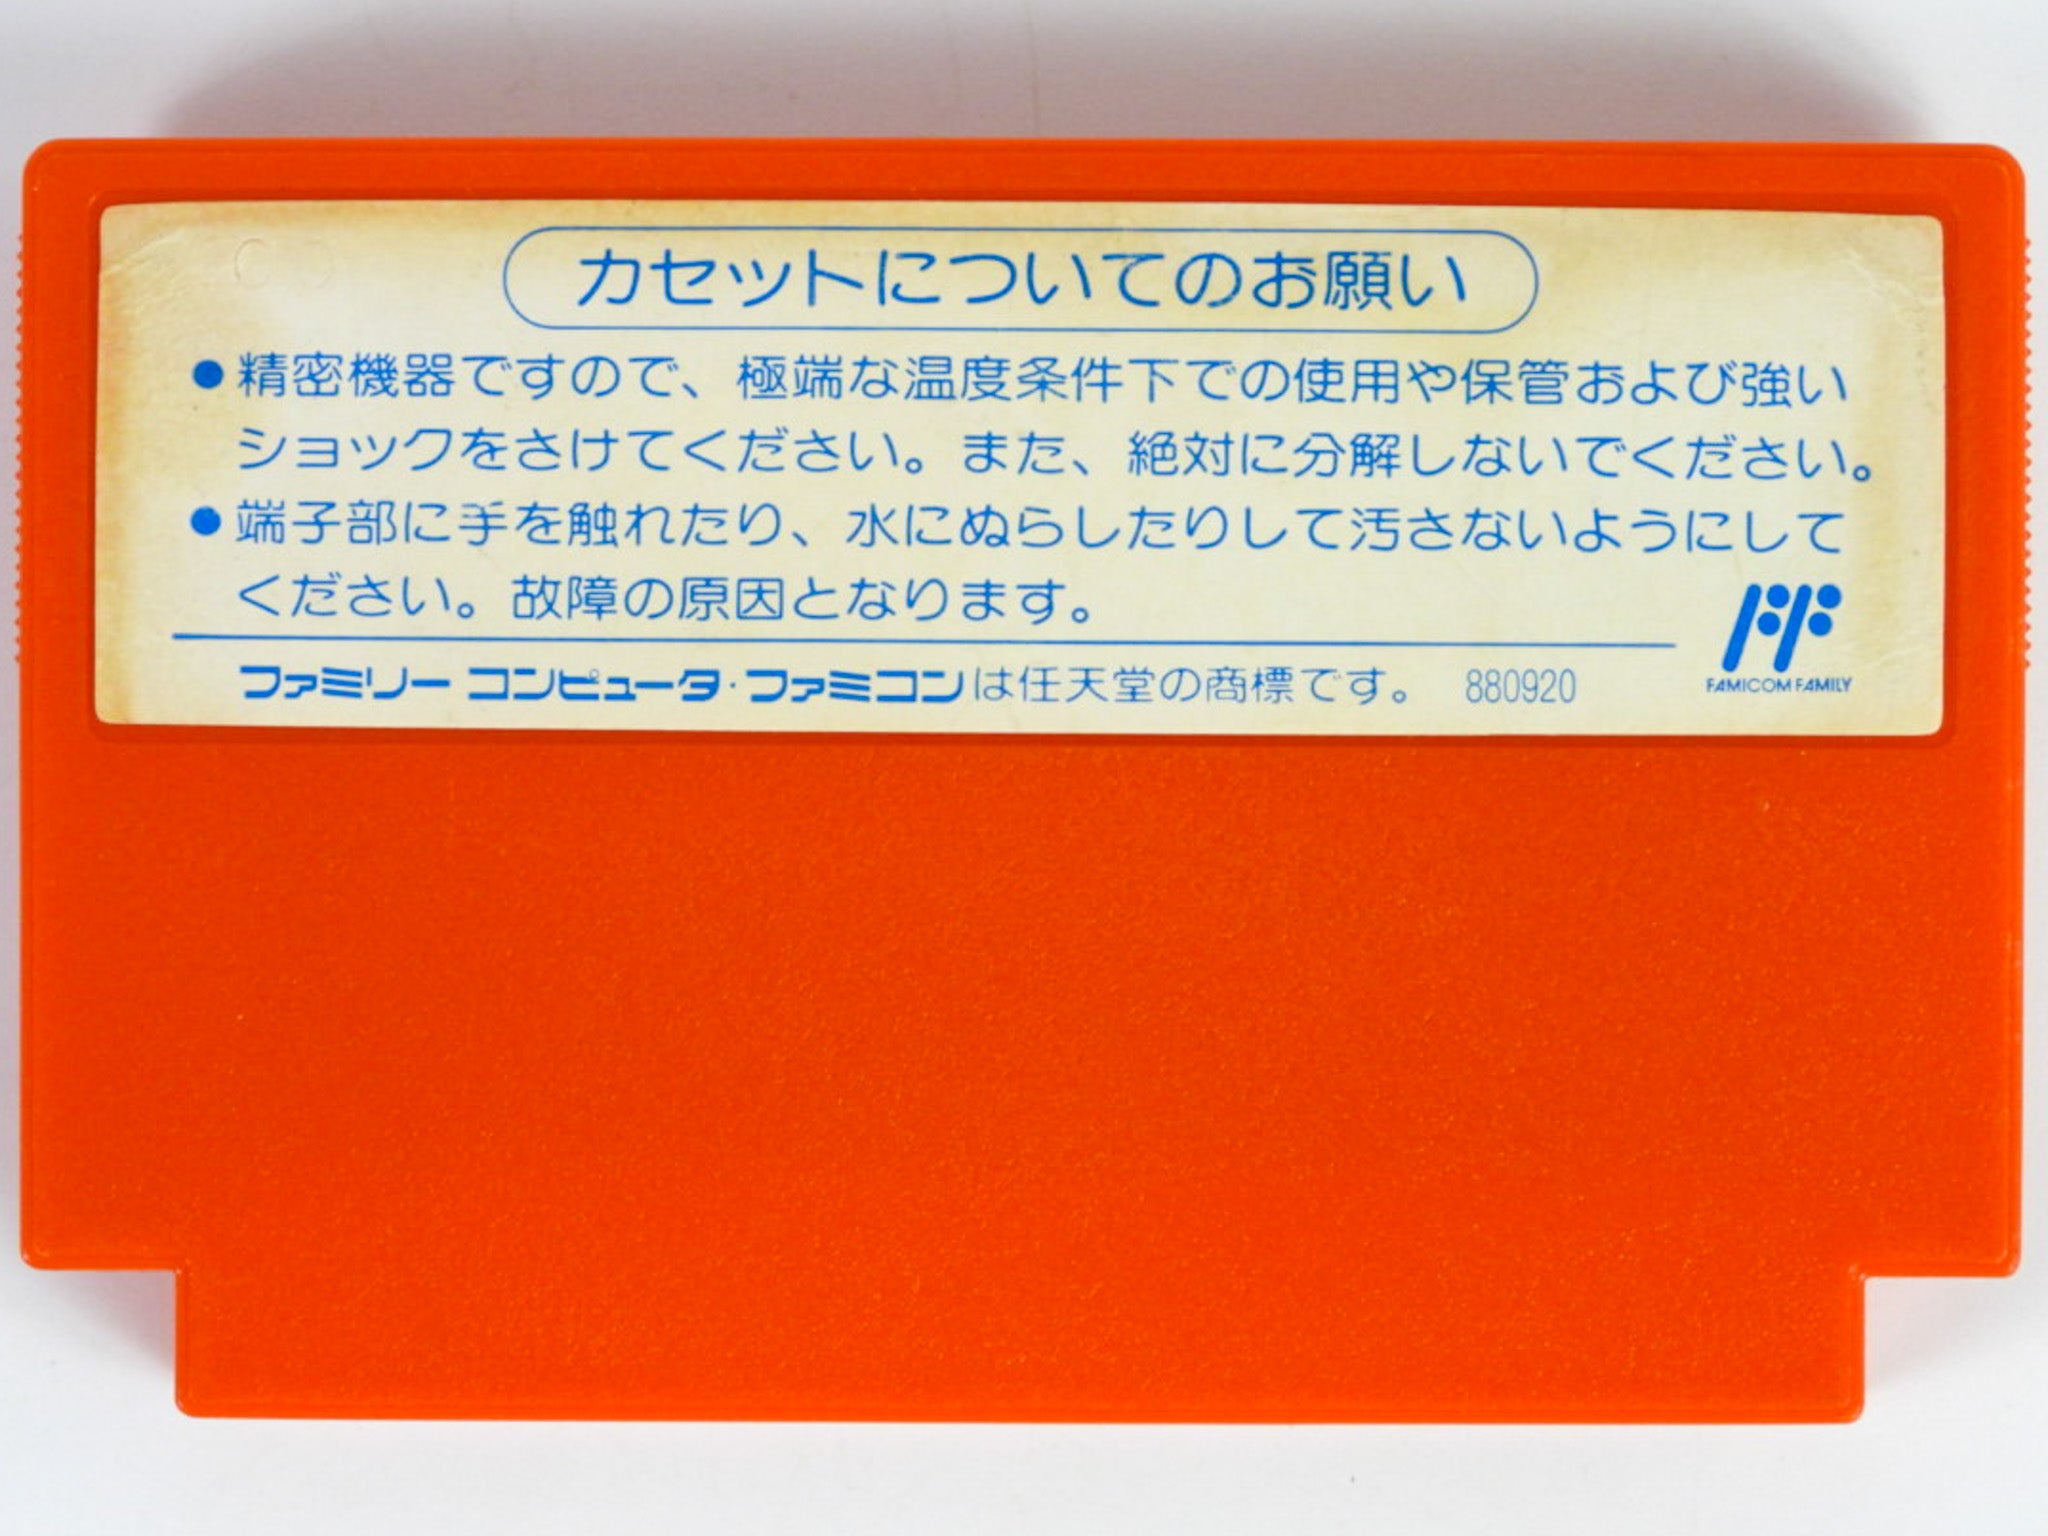 カセットについてのお願い
●精密機器ですので、極端な温度条件下での使用や保管および強い
ショックをさけてください。また、絶対に分解しないでください。
●端子部に手を触れたり、水にぬらしたりして汚さないようにして
ください。故障の原因となります。
ファミリー コンピュータ・ファミコンは任天堂の商標です。 880920
FF
FAMICOM FAMILY